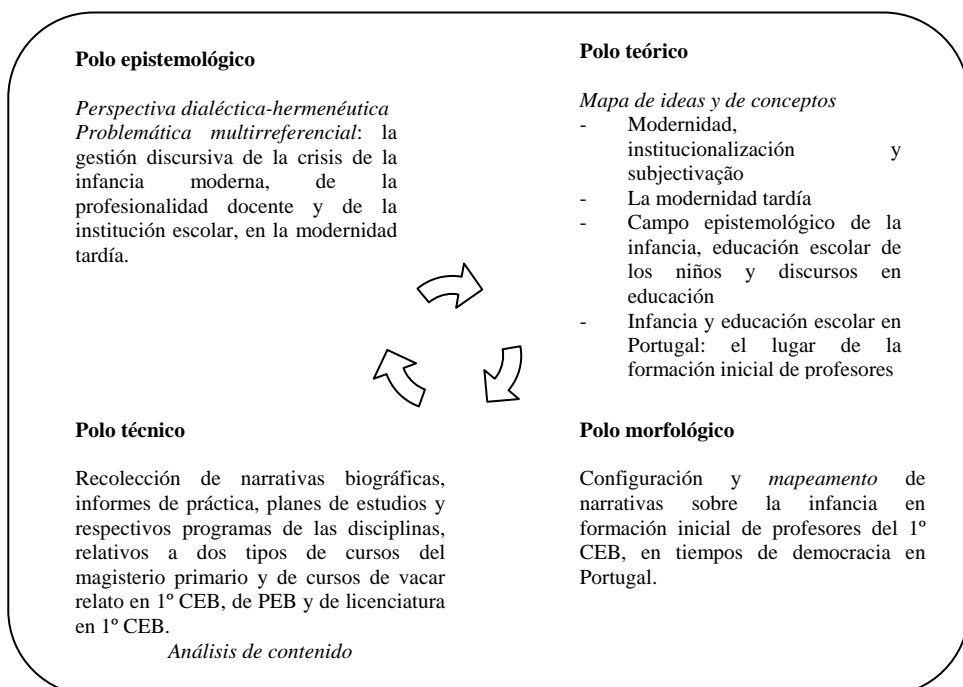 Polo epistemológico
Perspectiva dialéctica-hermenéutica
Problemática multirreferencial: la
gestión discursiva de la crisis de la
infancia moderna, de la
profesionalidad docente y de la
institución escolar, en la modernidad
tardía.
Polo teórico
Mapa de ideas y de conceptos
- Modernidad,
institucionalización y
subjectivação
- La modernidad tardía
- Campo epistemológico de la
infancia, educación escolar de
los niños y discursos en
educación
- Infancia y educación escolar en
Portugal: el lugar de la
formación inicial de profesores
Polo técnico
Recolección de narrativas biográficas,
informes de práctica, planes de estudios y
respectivos programas de las disciplinas,
relativos a dos tipos de cursos del
magisterio primario y de cursos de vacar
relato en 1º CEB, de PEB y de licenciatura
en 1º CEB.
Análisis de contenido
Polo morfológico
Configuración y mapeamento de
narrativas sobre la infancia en
formación inicial de profesores del 1º
CEB, en tiempos de democracia en
Portugal.